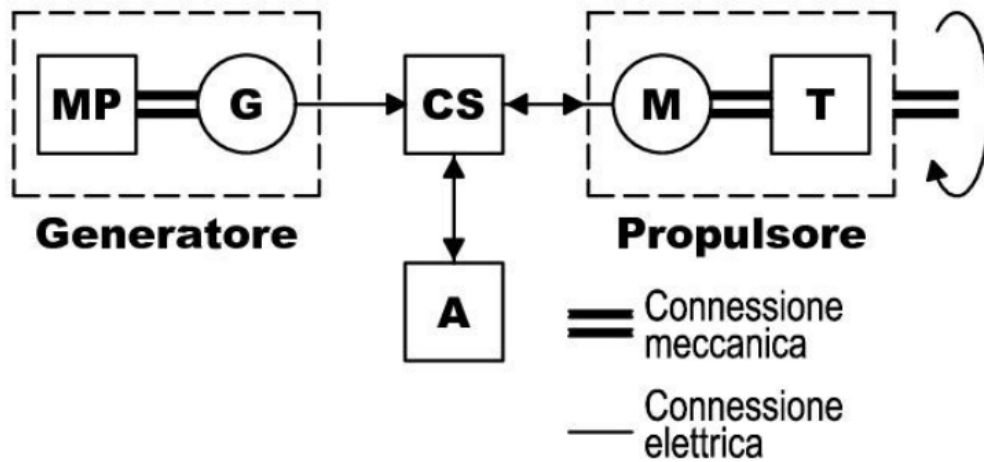 MP G CS M T
Generatore Propulsore
A
Connessione
meccanica
Connessione
elettrica